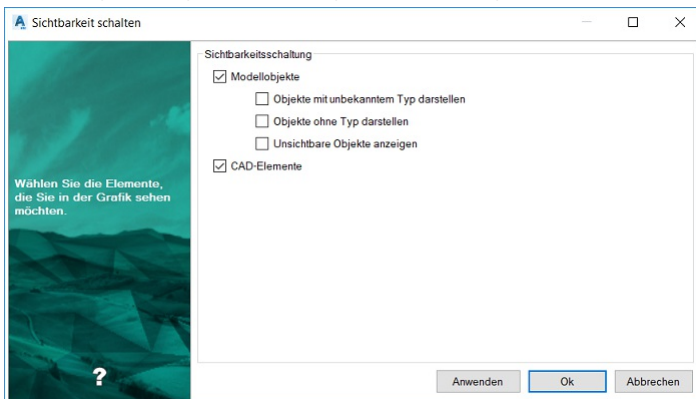 Sichtbarkeit schalten
Sichtbarkeitsschaltung
Modellobjekte
Objekte mit unbekanntem Typ darstellen
Objekte ohne Typ darstellen
Unsichtbare Objekte anzeigen
CAD-Elemente
Wählen Sie die Elemente,
die Sie in der Grafik sehen
möchten.
?
Anwenden
Ok
Abbrechen